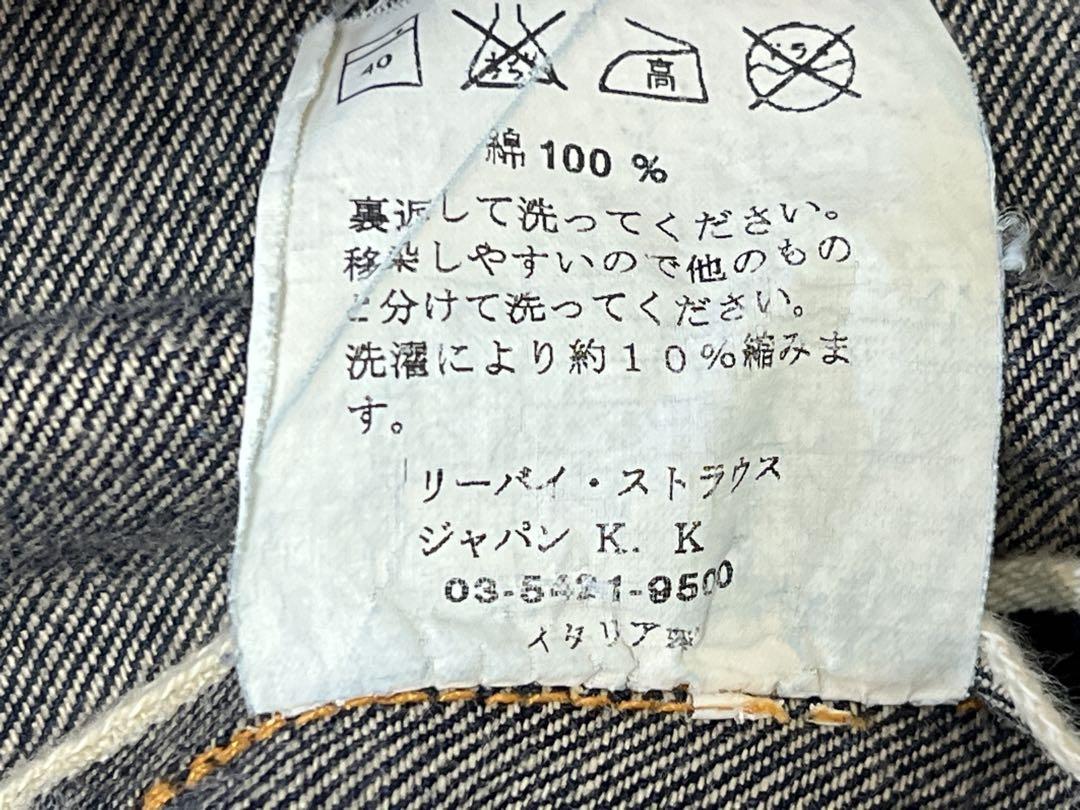 40
高
綿 100 %
裏返して洗ってください。
移染しやすいので他のもの
と分けて洗ってください。
洗濯により約10%縮みま
す。
リーバイ・ストラウス
ジャパン K. K
03-5421-9500
イタリア製